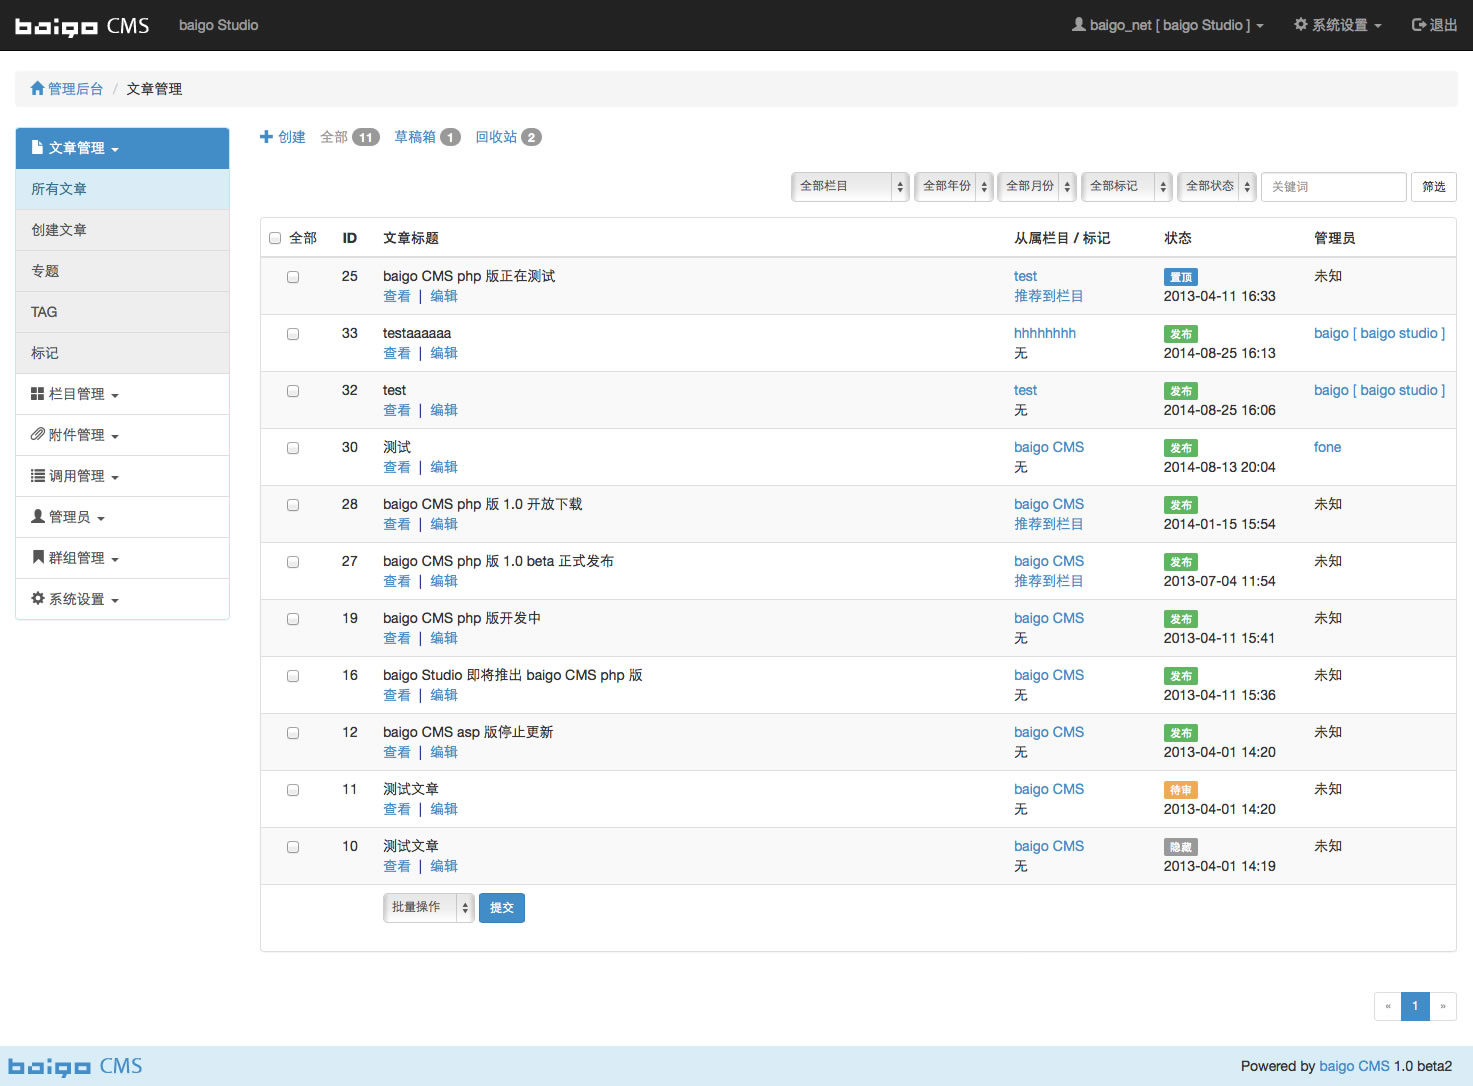 baigo CMS baigo Studio baigo_net [ baigo Studio ] 系统设置 退出
管理后台 / 文章管理
文章管理
所有文章
创建文章
专题
TAG
标记
栏目管理
附件管理
调用管理
管理员
群组管理
系统设置
创建 全部 11 草稿箱 1 回收站 2
全部栏目 全部年份 全部月份 全部标记 全部状态 关键词 筛选
全部 ID 文章标题 从属栏目 / 标记 状态 管理员
25 baigo CMS php 版正在测试 test 置顶 未知
查看 | 编辑 推荐到栏目 2013-04-11 16:33
33 testaaaaaa hhhhhhhh 发布 baigo [ baigo studio ]
查看 | 编辑 无 2014-08-25 16:13
32 test test 发布 baigo [ baigo studio ]
查看 | 编辑 无 2014-08-25 16:06
30 测试 baigo CMS 发布 fone
查看 | 编辑 无 2014-08-13 20:04
28 baigo CMS php 版 1.0 开放下载 baigo CMS 发布 未知
查看 | 编辑 推荐到栏目 2014-01-15 15:54
27 baigo CMS php 版 1.0 beta 正式发布 baigo CMS 发布 未知
查看 | 编辑 推荐到栏目 2013-07-04 11:54
19 baigo CMS php 版开发中 baigo CMS 发布 未知
查看 | 编辑 无 2013-04-11 15:41
16 baigo Studio 即将推出 baigo CMS php 版 baigo CMS 发布 未知
查看 | 编辑 无 2013-04-11 15:36
12 baigo CMS asp 版停止更新 baigo CMS 发布 未知
查看 | 编辑 无 2013-04-01 14:20
11 测试文章 baigo CMS 待审 未知
查看 | 编辑 无 2013-04-01 14:20
10 测试文章 baigo CMS 隐藏 未知
查看 | 编辑 无 2013-04-01 14:19
批量操作 提交
« 1 »
baigo CMS Powered by baigo CMS 1.0 beta2